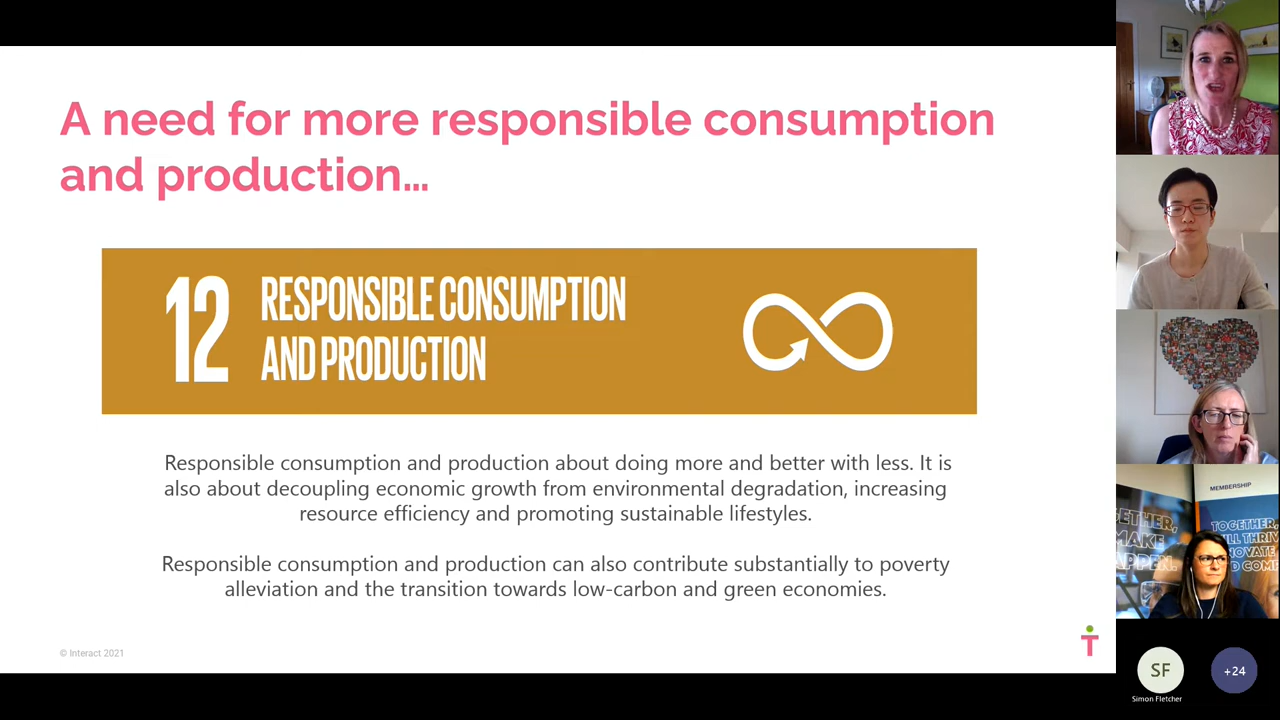 A need for more responsible consumption
and production…
12 RESPONSIBLE CONSUMPTION
AND PRODUCTION
Responsible consumption and production about doing more and better with less. It is
also about decoupling economic growth from environmental degradation, increasing
resource efficiency and promoting sustainable lifestyles.
Responsible consumption and production can also contribute substantially to poverty
alleviation and the transition towards low-carbon and green economies.
© Interact 2021
MEMBERSHIP
MAKE
TOGETHER,
SF
Simon Fletcher
+24